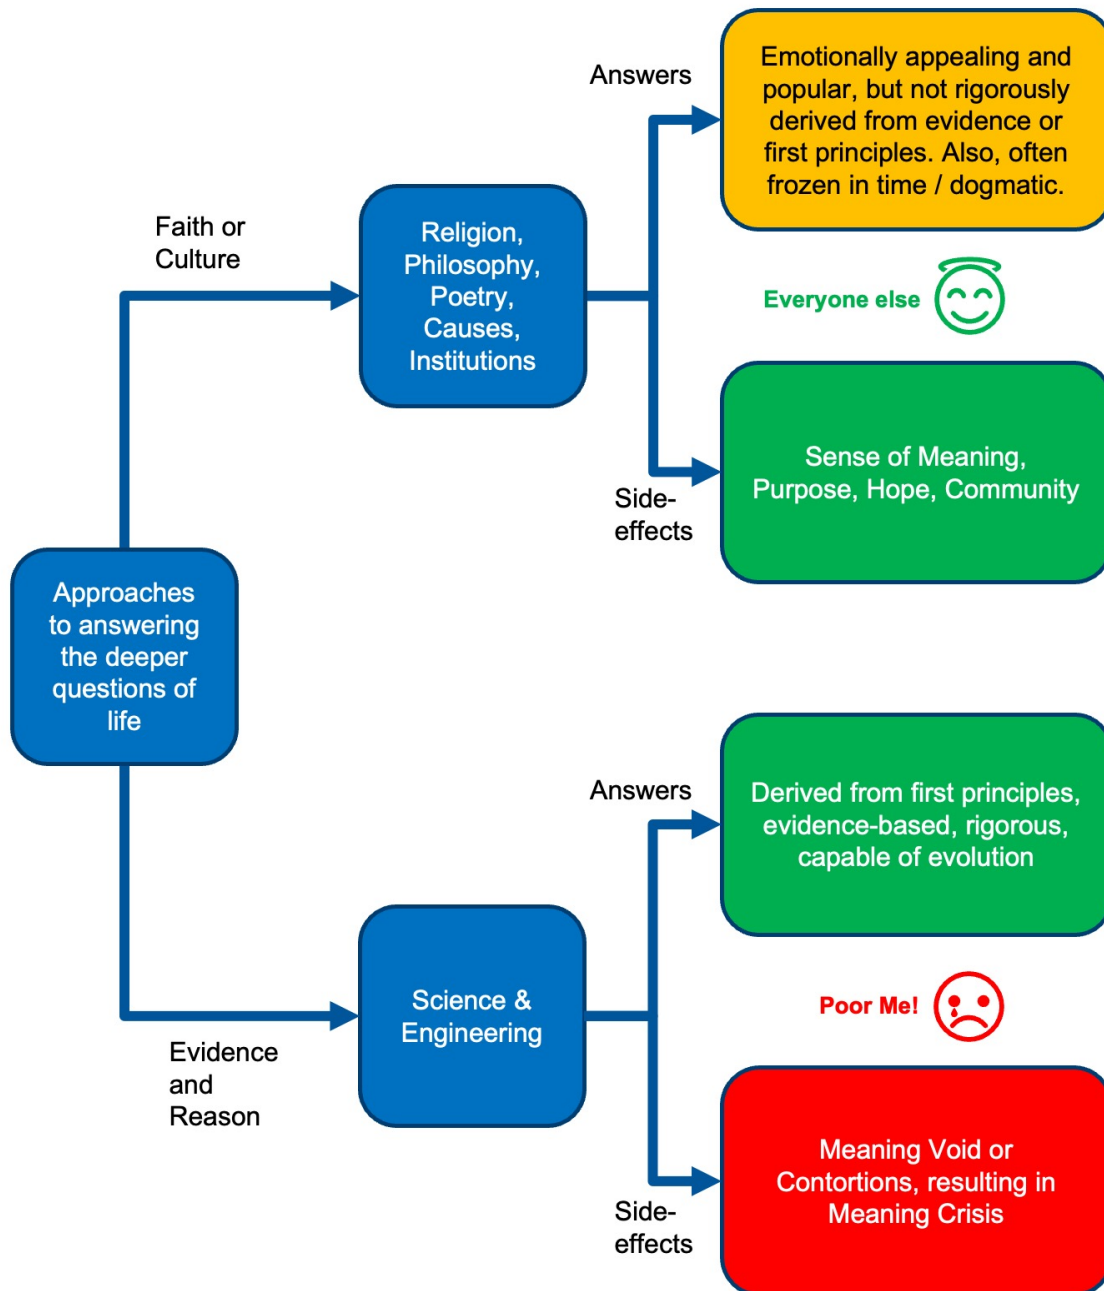 Answers
Emotionally appealing and
popular, but not rigorously
derived from evidence or
first principles. Also, often
frozen in time / dogmatic.
Faith or
Culture
Religion,
Philosophy,
Poetry,
Causes,
Institutions
Everyone else
Side-
effects
Sense of Meaning,
Purpose, Hope, Community
Approaches
to answering
the deeper
questions of
life
Answers
Derived from first principles,
evidence-based, rigorous,
capable of evolution
Evidence
and
Reason
Science &
Engineering
Poor Me!
Side-
effects
Meaning Void or
Contortions, resulting in
Meaning Crisis